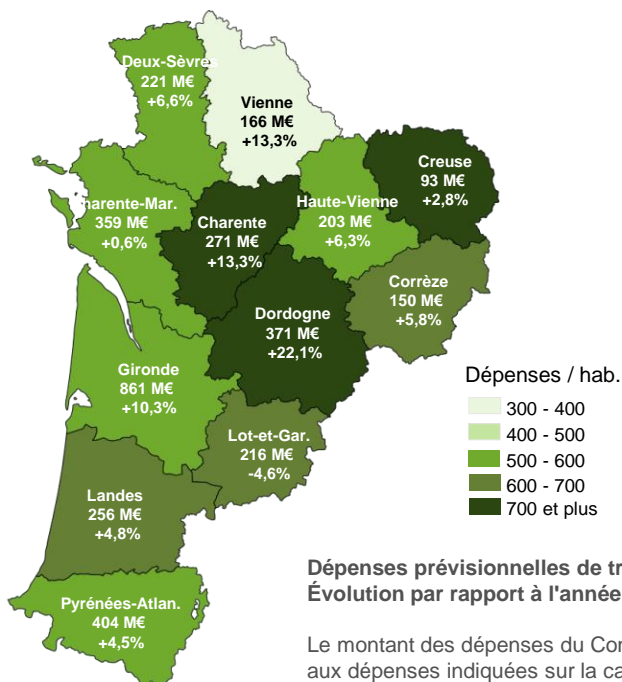 Deux-Sèvres
221 M€
+6,6%
Vienne
166 M€
+13,3%
Creuse
93 M€
+2,8%
harente-Mar.
359 M€
+0,6%
Charente
271 M€
+13,3%
Haute-Vienne
203 M€
+6,3%
Corrèze
150 M€
+5,8%
Dordogne
371 M€
+22,1%
Gironde
861 M€
+10,3%
Lot-et-Gar.
216 M€
-4,6%
Landes
256 M€
+4,8%
Pyrénées-Atlan.
404 M€
+4,5%
Dépenses / hab.
300 - 400
400 - 500
500 - 600
600 - 700
700 et plus
Dépenses prévisionnelles de tr
Évolution par rapport à l'année
Le montant des dépenses du Con
aux dépenses indiquées sur la ca